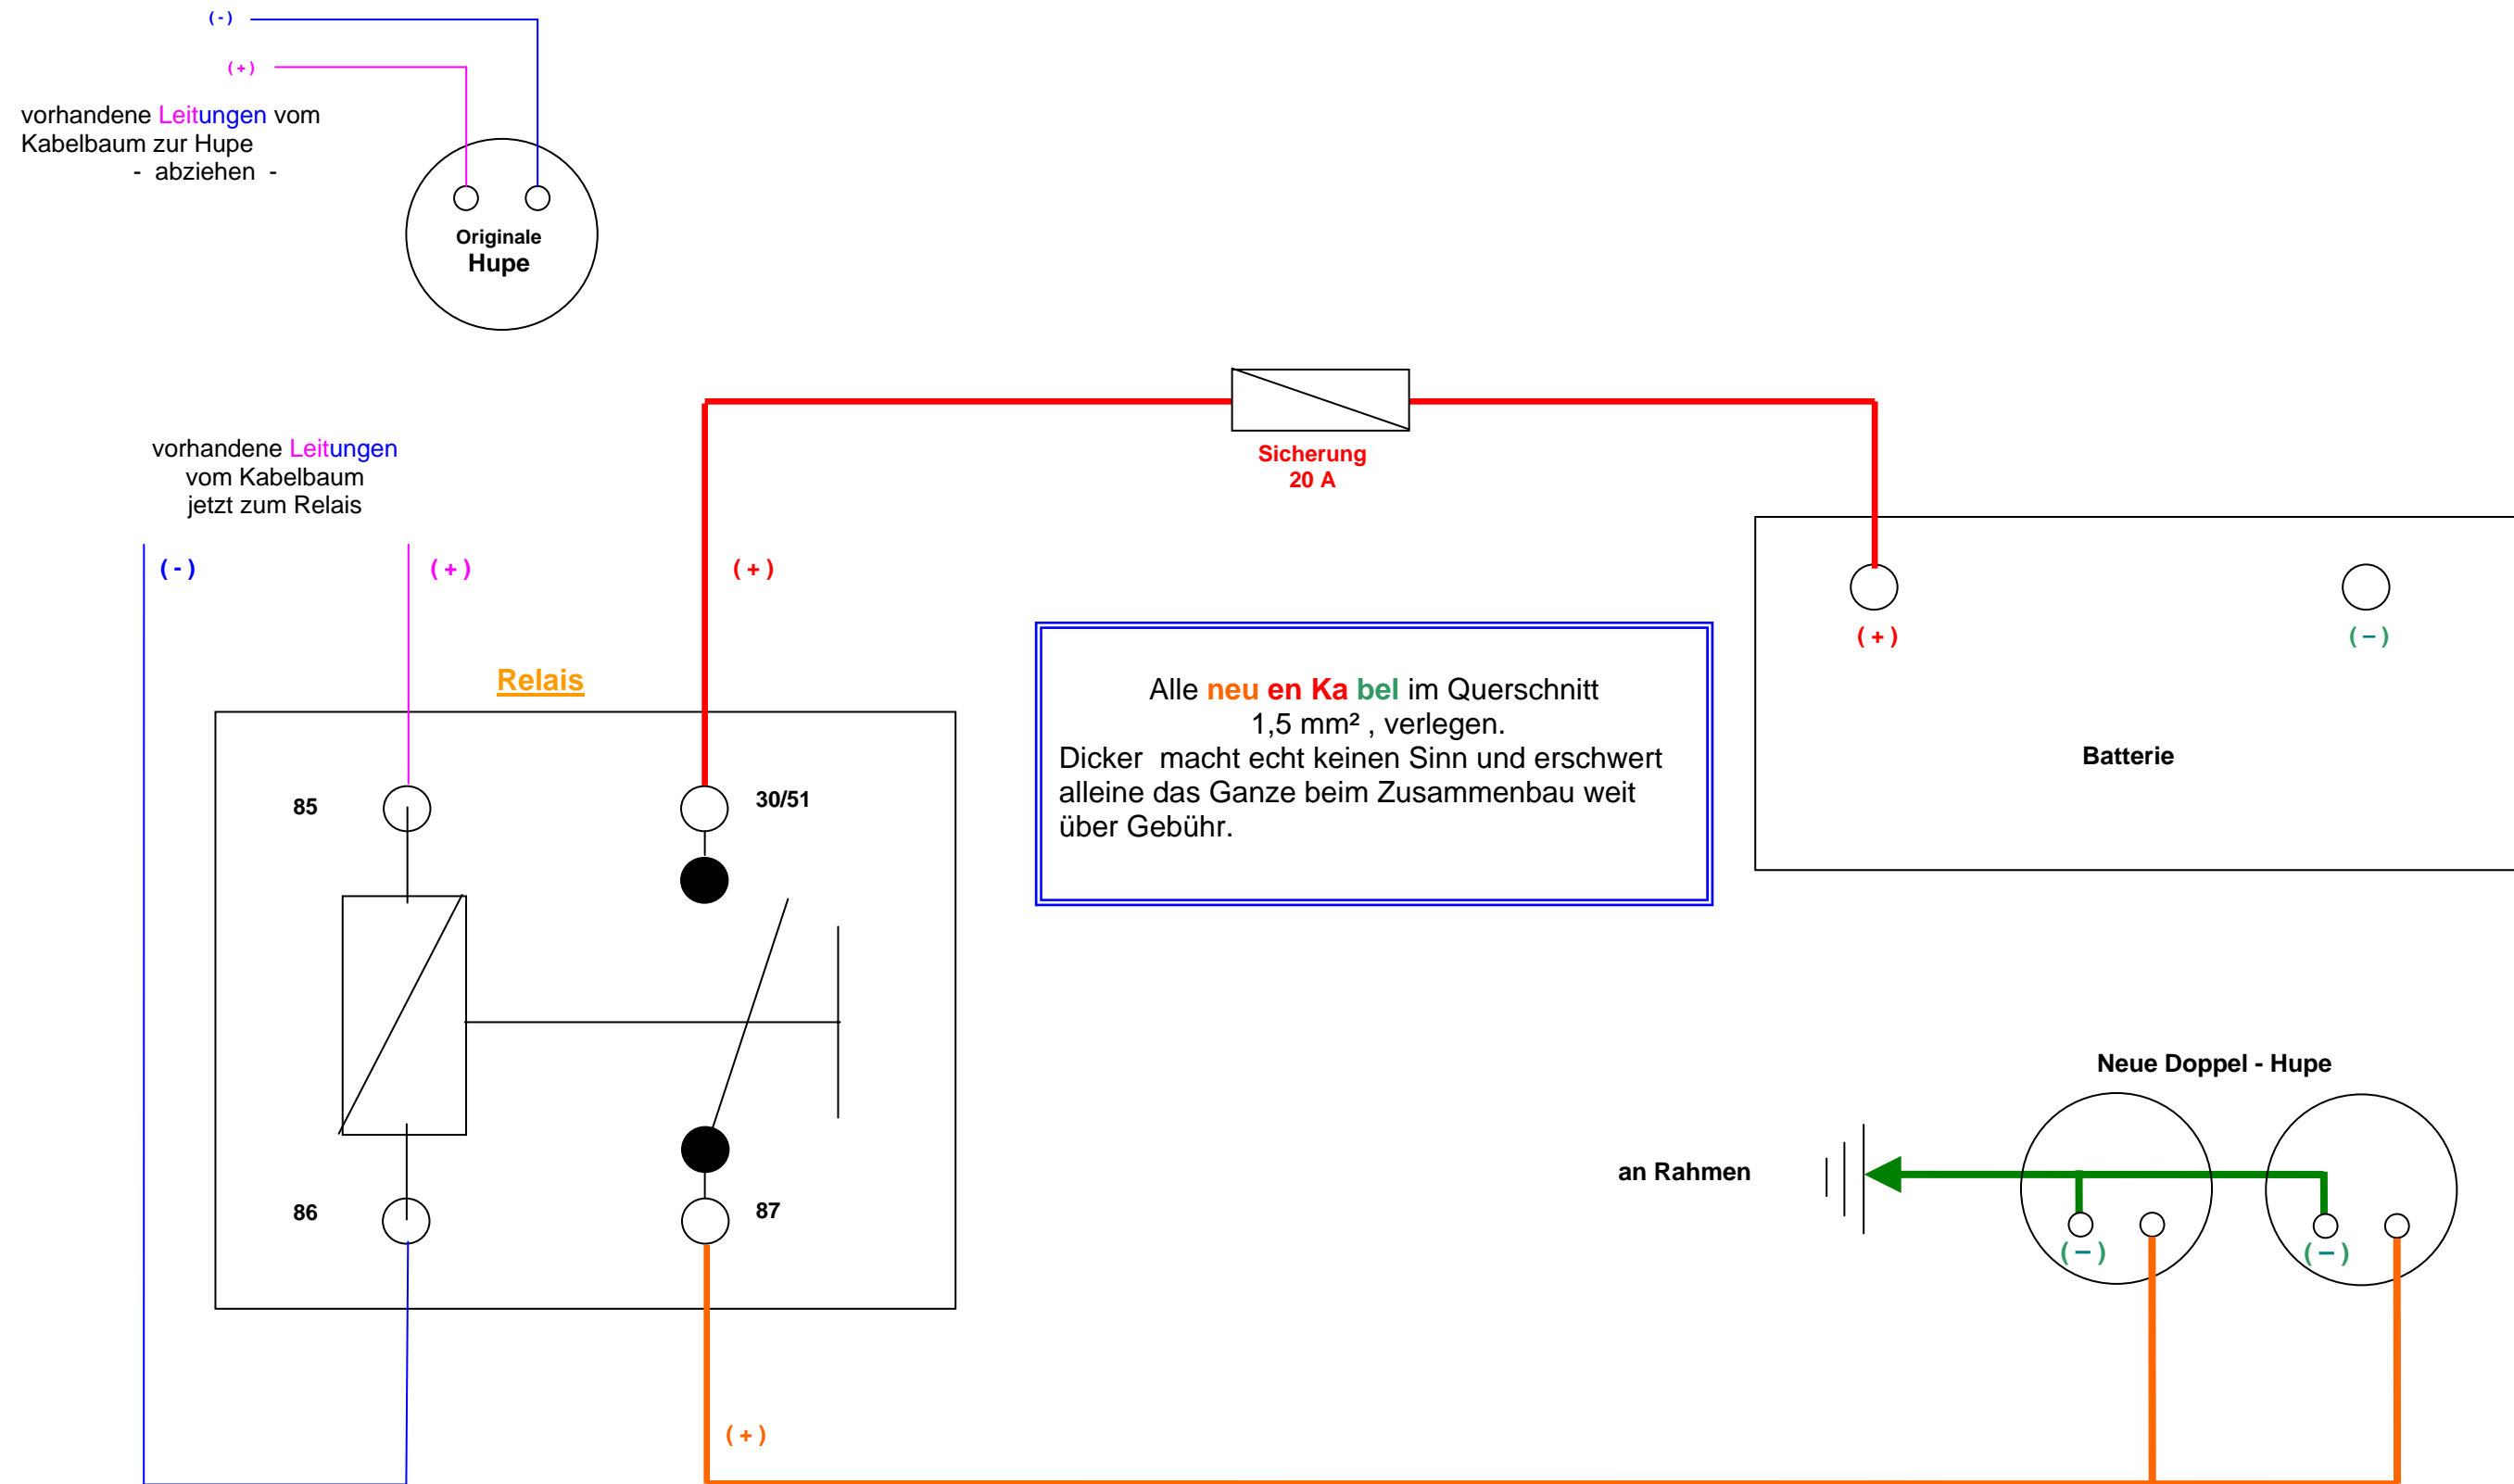 (-)
(+)
vorhandene Leitungen vom
Kabelbaum zur Hupe
- abziehen -
Originale
Hupe
Sicherung
20 A
vorhandene Leitungen
vom Kabelbaum
jetzt zum Relais
(-)
(+)
(+)
(+)
(–)
Relais
Alle neu en Ka bel im Querschnitt
1,5 mm² , verlegen.
Dicker macht echt keinen Sinn und erschwert
alleine das Ganze beim Zusammenbau weit
über Gebühr.
Batterie
85
30/51
Neue Doppel - Hupe
an Rahmen
86
87
(–)
(–)
(+)